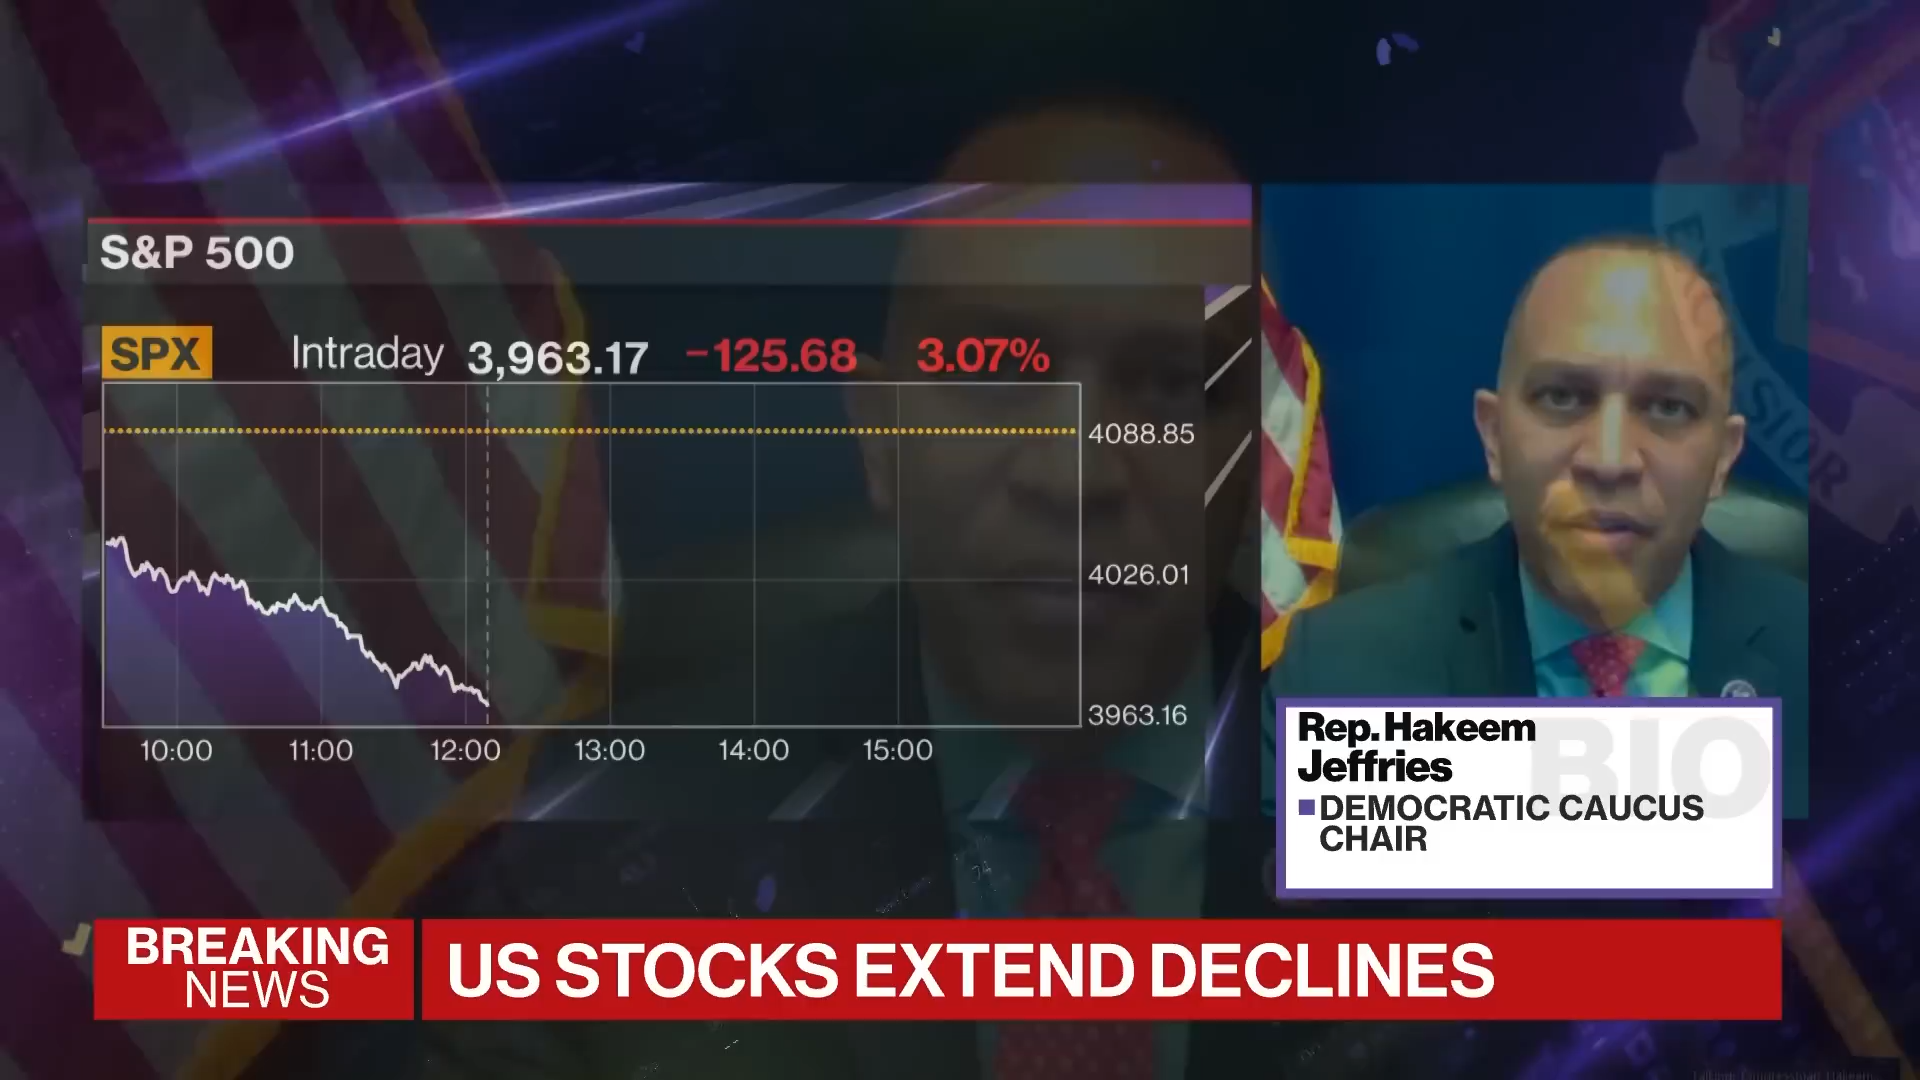 S&P 500
SPX Intraday 3,963.17 -125.68 3.07%
4088.85
4026.01
3963.16
10:00 11:00 12:00 13:00 14:00 15:00
SIOR
BIO
Rep. Hakeem
Jeffries
DEMOCRATIC CAUCUS
CHAIR
BREAKING
NEWS
US STOCKS EXTEND DECLINES